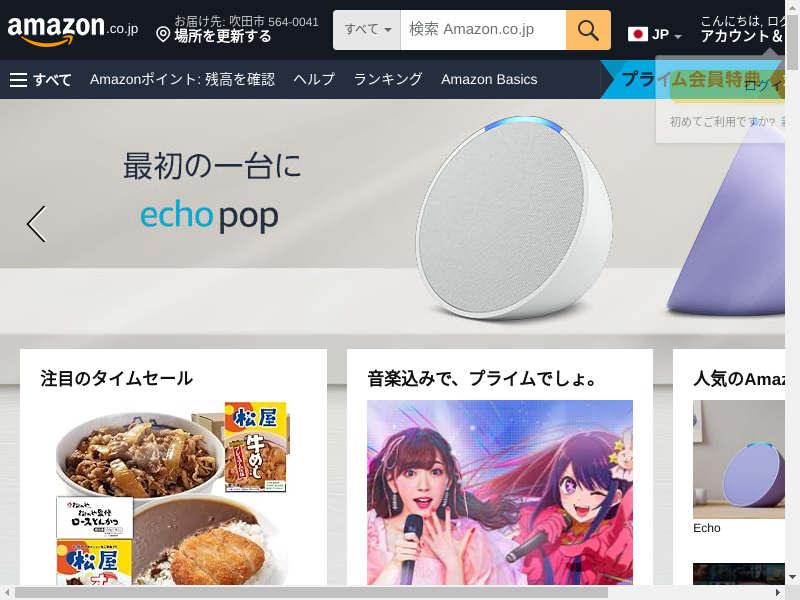 amazon.co.jp
お届け先: 吹田市 564-0041
場所を更新する
すべて
検索 Amazon.co.jp
JP
こんにちは, ログ
アカウント＆
すべて
Amazonポイント: 残高を確認
ヘルプ
ランキング
Amazon Basics
プライム会員特典
ログイ
初めてご利用ですか?
最初の一台に
echo pop
注目のタイムセール
音楽込みで、プライムでしょ。
人気のAmaz
松屋
牛めし
ロースとんかつ
松屋
Echo